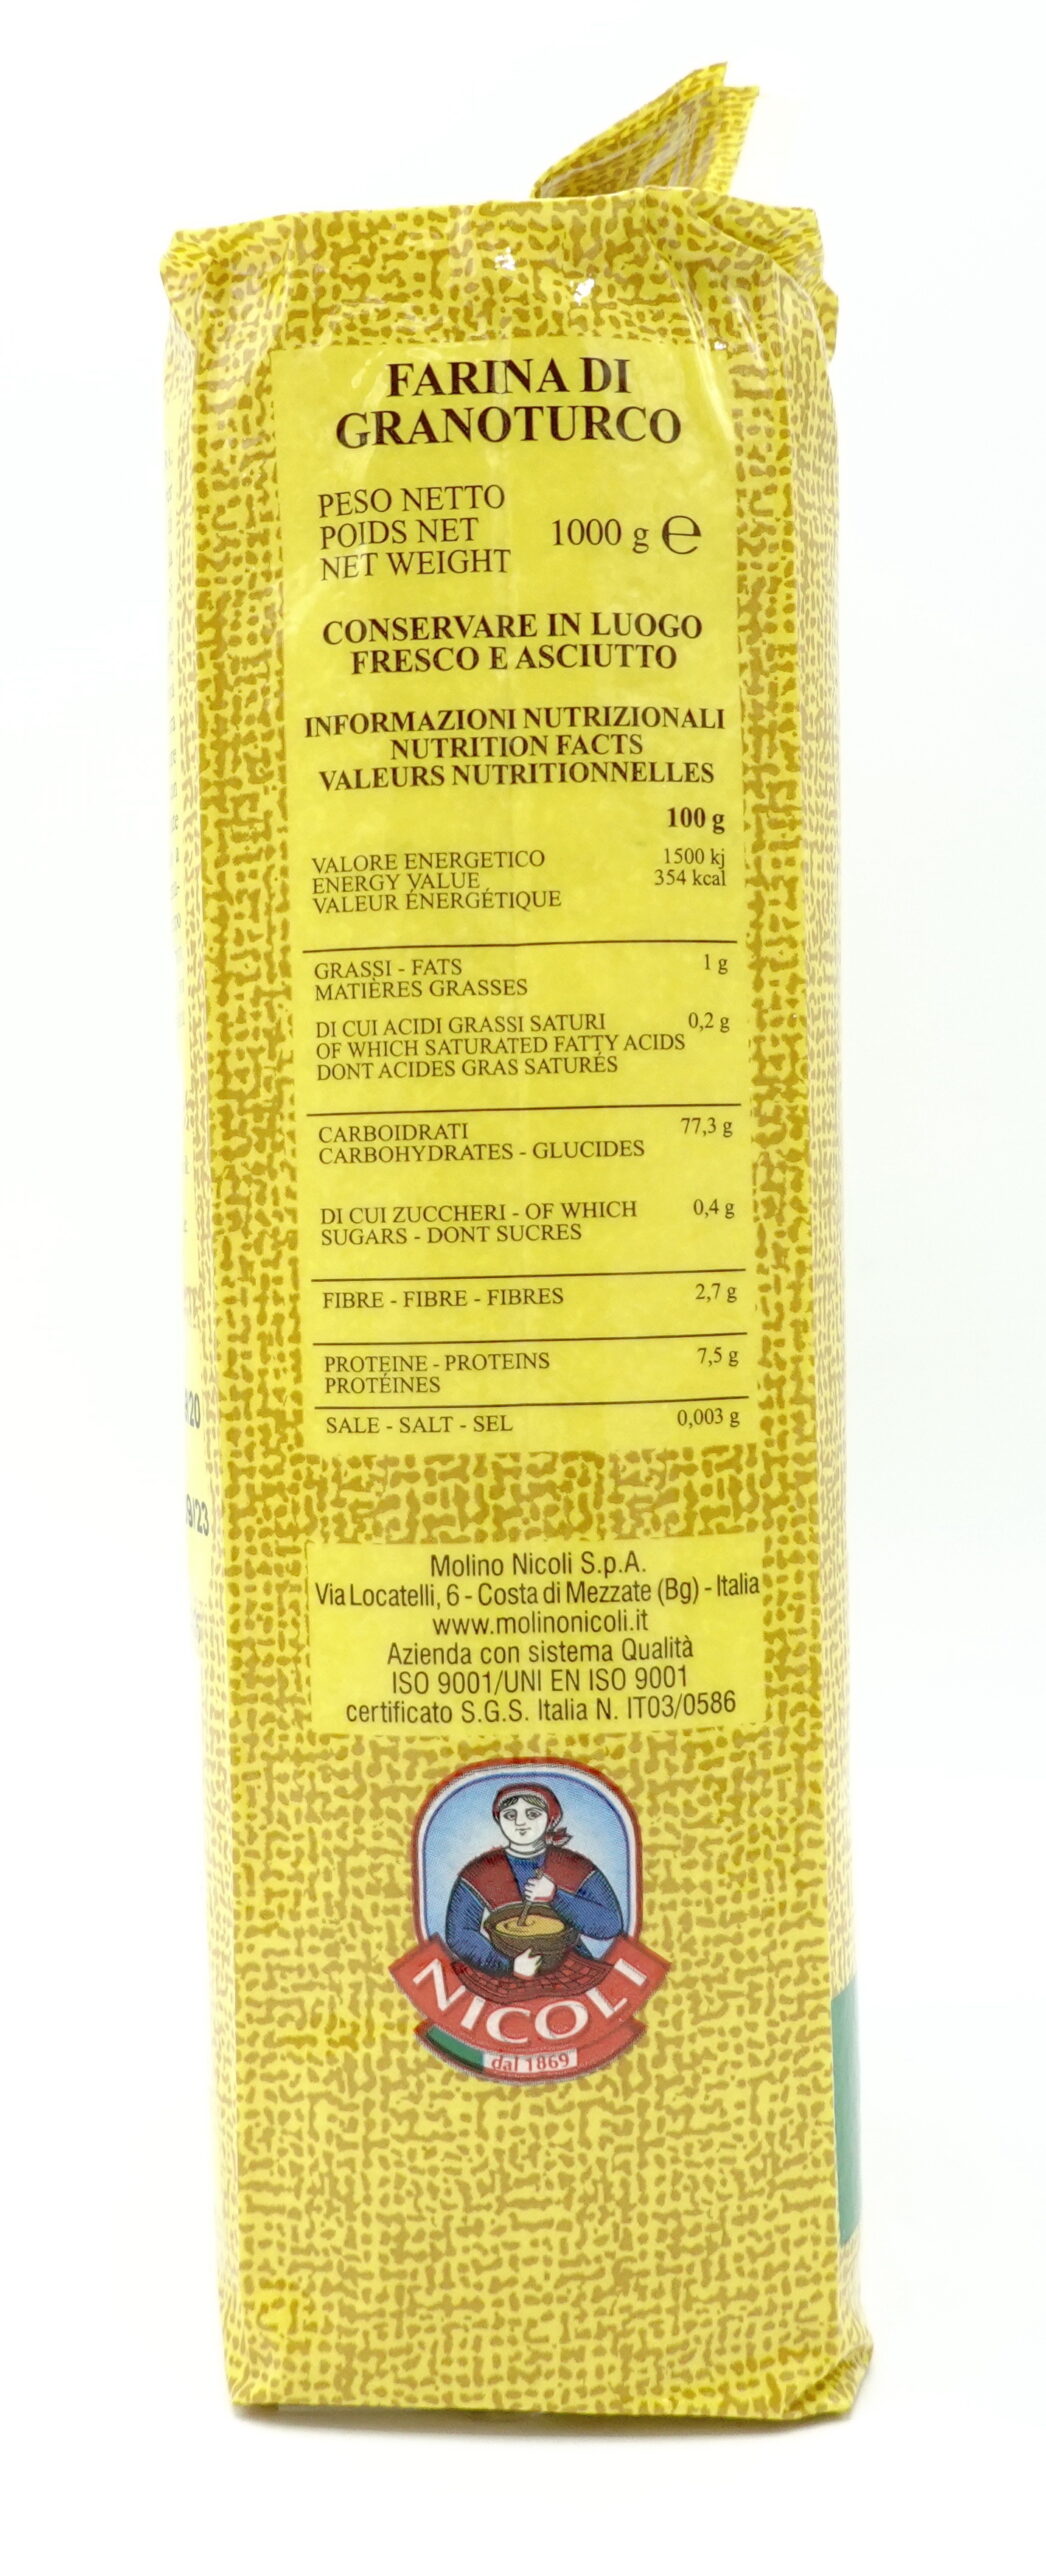 FARINA DI
GRANOTURCO
PESO NETTO
POIDS NET
NET WEIGHT
1000 g ℮
CONSERVARE IN LUOGO
FRESCO E ASCIUTTO
INFORMAZIONI NUTRIZIONALI
NUTRITION FACTS
VALEURS NUTRITIONNELLES
100 g
VALORE ENERGETICO
ENERGY VALUE
VALEUR ÉNERGÉTIQUE
1500 kj
354 kcal
GRASSI - FATS 1 g
MATIÈRES GRASSES
DI CUI ACIDI GRASSI SATURI 0,2 g
OF WHICH SATURATED FATTY ACIDS
DONT ACIDES GRAS SATURÉS
CARBOIDRATI 77,3 g
CARBOHYDRATES - GLUCIDES
DI CUI ZUCCHERI - OF WHICH 0,4 g
SUGARS - DONT SUCRES
FIBRE - FIBRE - FIBRES 2,7 g
PROTEINE - PROTEINS 7,5 g
PROTÉINES
SALE - SALT - SEL 0,003 g
Molino Nicoli S.p.A.
Via Locatelli, 6 - Costa di Mezzate (Bg) - Italia
www.molinonicoli.it
Azienda con sistema Qualità
ISO 9001/UNI EN ISO 9001
certificato S.G.S. Italia N. IT03/0586
NICOLI
dal 1869